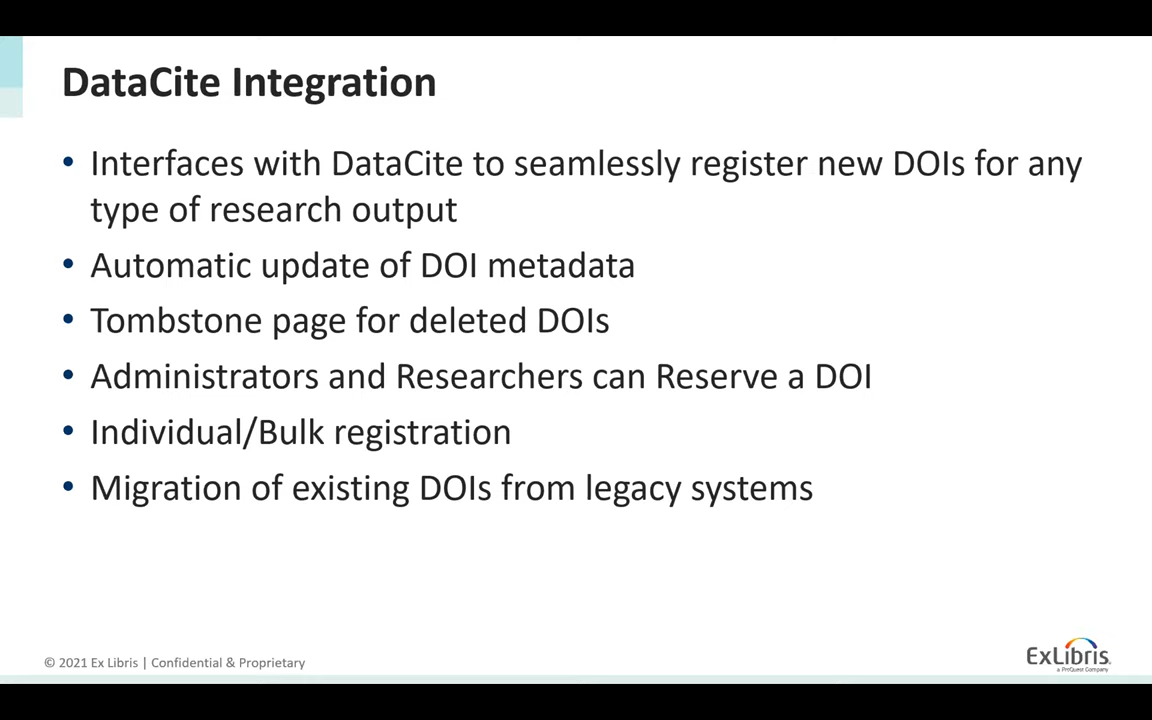 DataCite Integration
• Interfaces with DataCite to seamlessly register new DOIs for any
type of research output
• Automatic update of DOI metadata
• Tombstone page for deleted DOIs
• Administrators and Researchers can Reserve a DOI
• Individual/Bulk registration
• Migration of existing DOIs from legacy systems
© 2021 Ex Libris | Confidential & Proprietary
ExLibris
a ProQuest Company